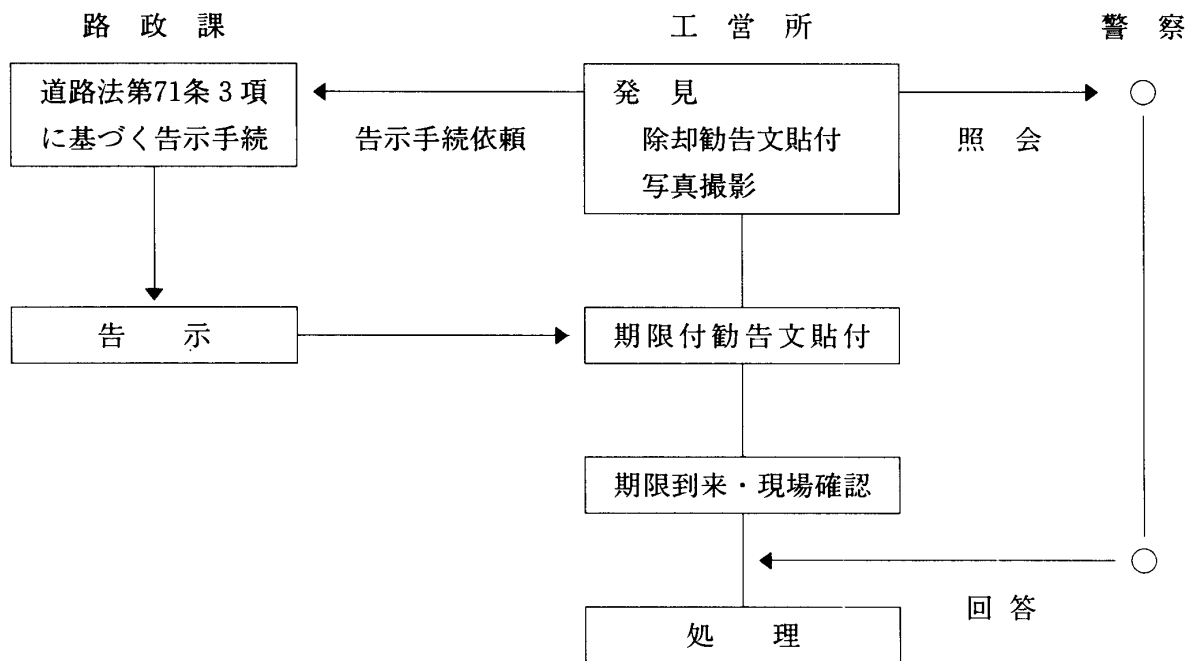 路政課
工営所
警察
道路法第71条3項
に基づく告示手続
告示手続依頼
発見
除却勧告文貼付
写真撮影
照会
告示
期限付勧告文貼付
期限到来・現場確認
回答
処理